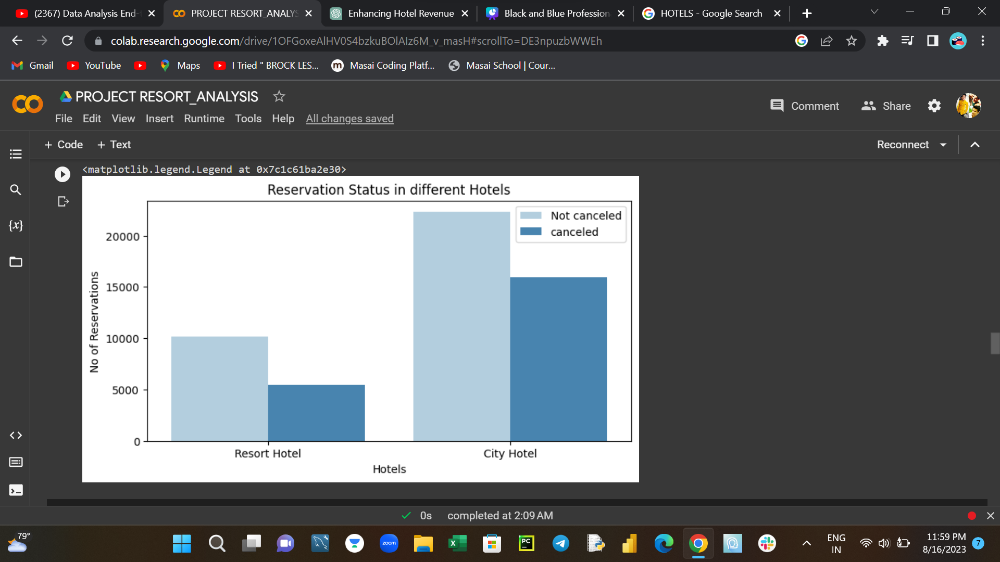 (2367) Data Analysis End-
PROJECT RESORT_ANALYS
Enhancing Hotel Revenue
Black and Blue Profession
HOTELS - Google Search
colab.research.google.com/drive/1OFGoxeAlHV0S4bzkuBOlAIz6M_v_masH#scrollTo=DE3npuzbWWEh
Gmail
YouTube
Maps
I Tried " BROCK LES...
Masai Coding Platf...
Masai School | Cour...
PROJECT RESORT_ANALYSIS
Comment
Share
File Edit View Insert Runtime Tools Help All changes saved
+ Code + Text
Reconnect
<matplotlib.legend.Legend at 0x7c1c61ba2e30>
Reservation Status in different Hotels
Not canceled
canceled
20000
15000
10000
5000
0
No of Reservations
Resort Hotel
City Hotel
Hotels
0s completed at 2:09 AM
79°
zoom
PC
ENG
IN
11:59 PM
8/16/2023
7